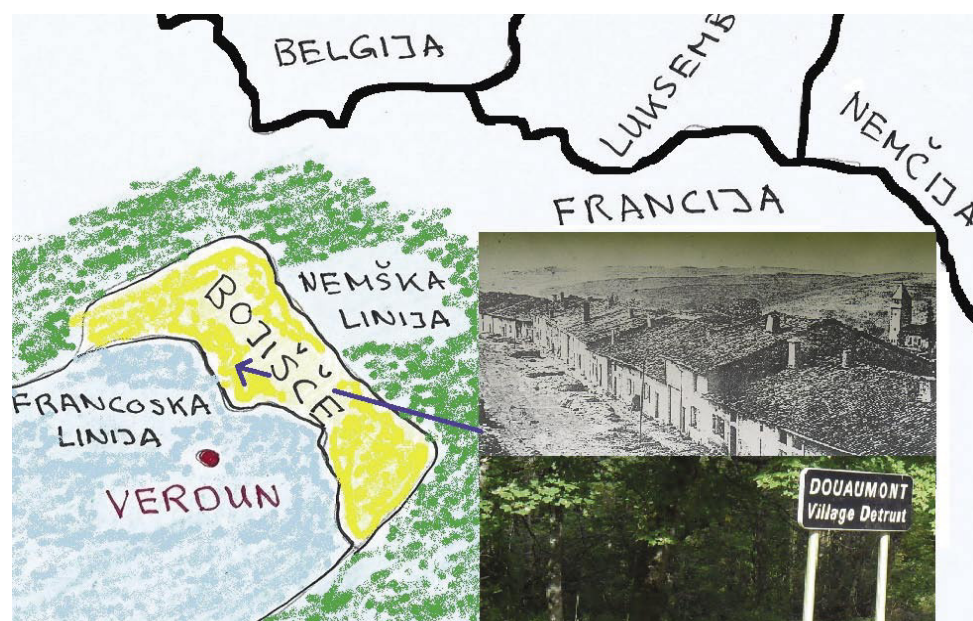 BELGIJA
LUKSEMB
NEMČIJA
FRANCIJA
NEMŠKA
LINIJA
BOJIŠČE
FRANCOSKA
LINIJA
VERDUN
DOUAUMONT
Village Detruit